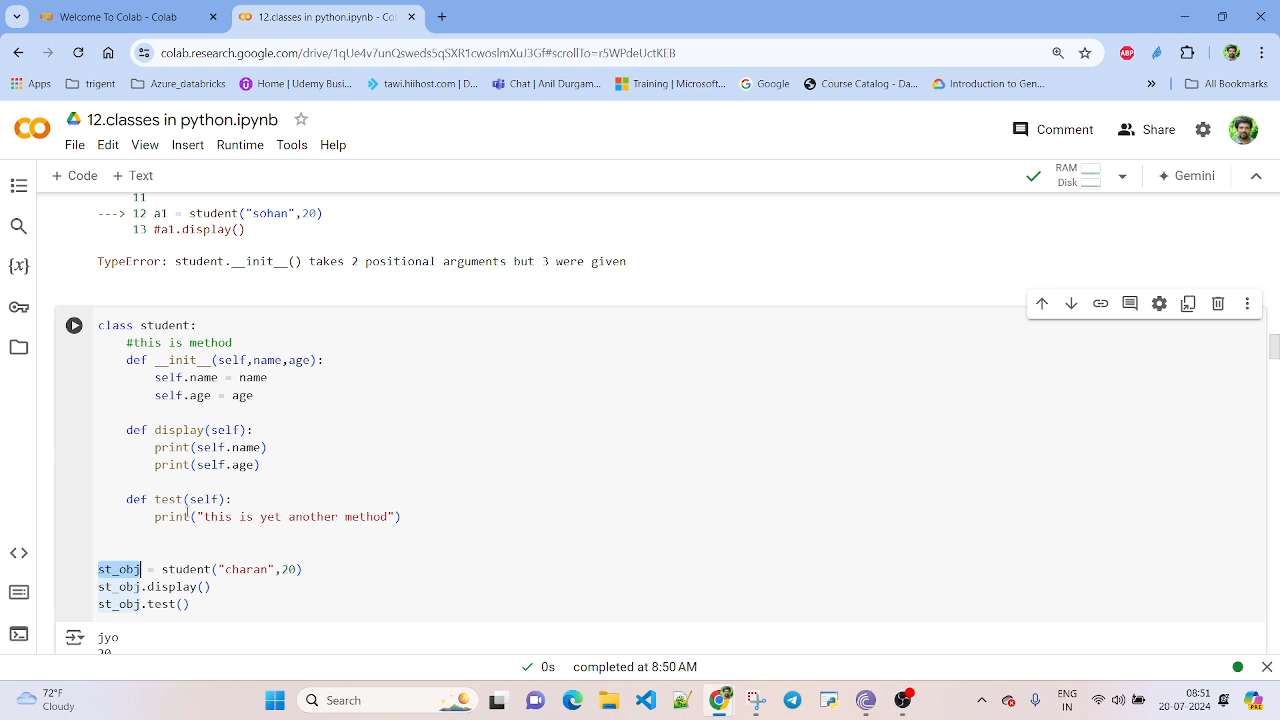 Welcome To Colab - Colab
12.classes in python.ipynb - Co
colab.research.google.com/drive/1qUe4v7unQsweds5qSXR1cwoslmXuJ3Gf#scrollTo=r5WPdeUctKEB
ABP
Apps
trigent
Azure_databricks
Home | Udemy Busi...
tawi.hiihost.com | D...
Chat | Anil Durgam...
Training | Microsoft...
Google
Course Catalog - Da...
Introduction to Gen...
»
All Bookmarks
12.classes in python.ipynb
Comment
Share
File Edit View Insert Runtime Tools Help
+ Code + Text
RAM
Disk
Gemini
11
---> 12 a1 = student("sohan",20)
13 #a1.display()
TypeError: student.__init__() takes 2 positional arguments but 3 were given
class student:
#this is method
def __init__(self,name,age):
self.name = name
self.age = age
def display(self):
print(self.name)
print(self.age)
def test(self):
print("this is yet another method")
st_obj = student("charan",20)
st_obj.display()
st_obj.test()
jyo
20
0s completed at 8:50 AM
72°F
Cloudy
Search
ENG
IN
08:51
20-07-2024